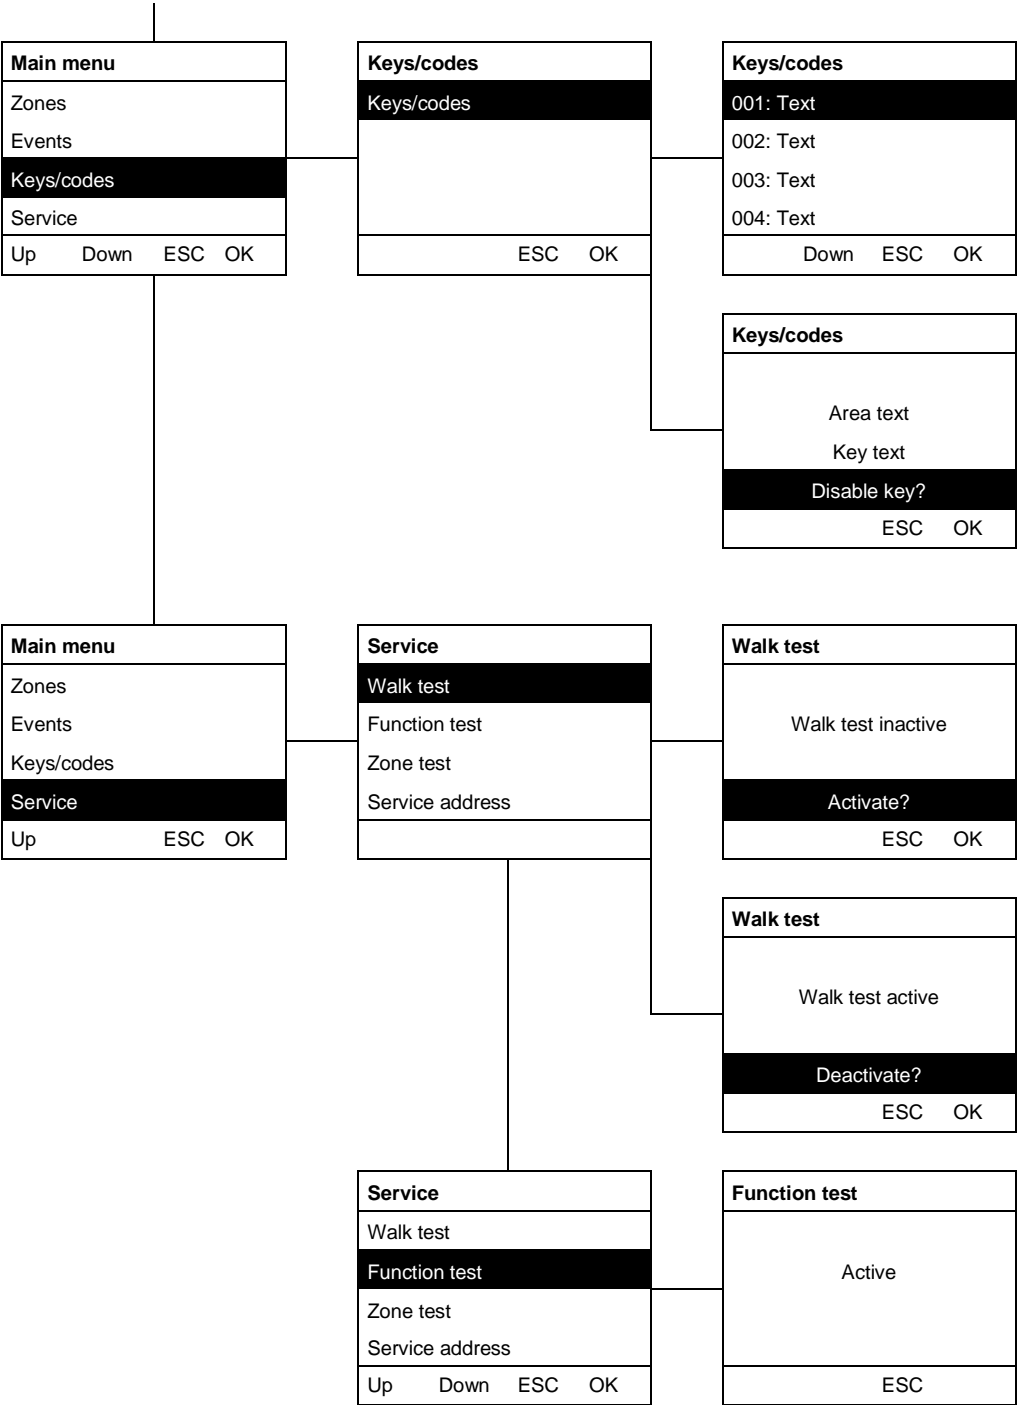 Main menu
Zones
Events
Keys/codes
Service
Up Down ESC OK
Keys/codes
Keys/codes
ESC OK
Keys/codes
001: Text
002: Text
003: Text
004: Text
Down ESC OK
Keys/codes
Area text
Key text
Disable key?
ESC OK
Main menu
Zones
Events
Keys/codes
Service
Up ESC OK
Service
Walk test
Function test
Zone test
Service address
Walk test
Walk test inactive
Activate?
ESC OK
Walk test
Walk test active
Deactivate?
ESC OK
Service
Walk test
Function test
Zone test
Service address
Up Down ESC OK
Function test
Active
ESC